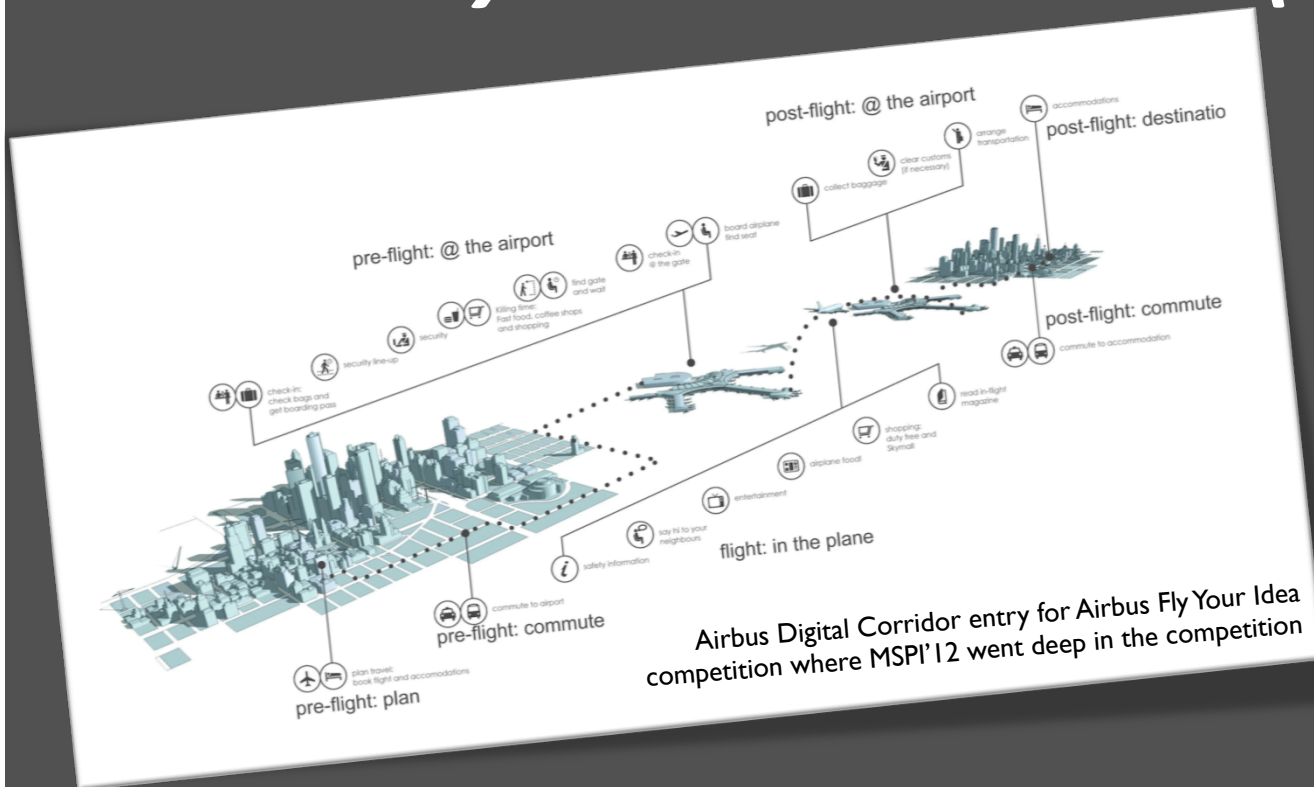 post-flight: @ the airport
accommodations
post-flight: destinatio
arrange
transportation
clear customs
(if necessary)
collect baggage
pre-flight: @ the airport
board airplane
find seat
check-in
@ the gate
find gate
and wait
killing time:
Fast food, coffee shops
and shopping
security
security line-up
check-in:
check bags and
get boarding pass
post-flight: commute
commute to accommodation
read in-flight
magazine
shopping:
duty free and
Skymall
airplane food!
entertainment
say hi to your
neighbours
flight: in the plane
i
safety information
commute to airport
pre-flight: commute
plan travel:
book flight and accomodations
pre-flight: plan
Airbus Digital Corridor entry for Airbus Fly Your Idea
competition where MSPI'12 went deep in the competition